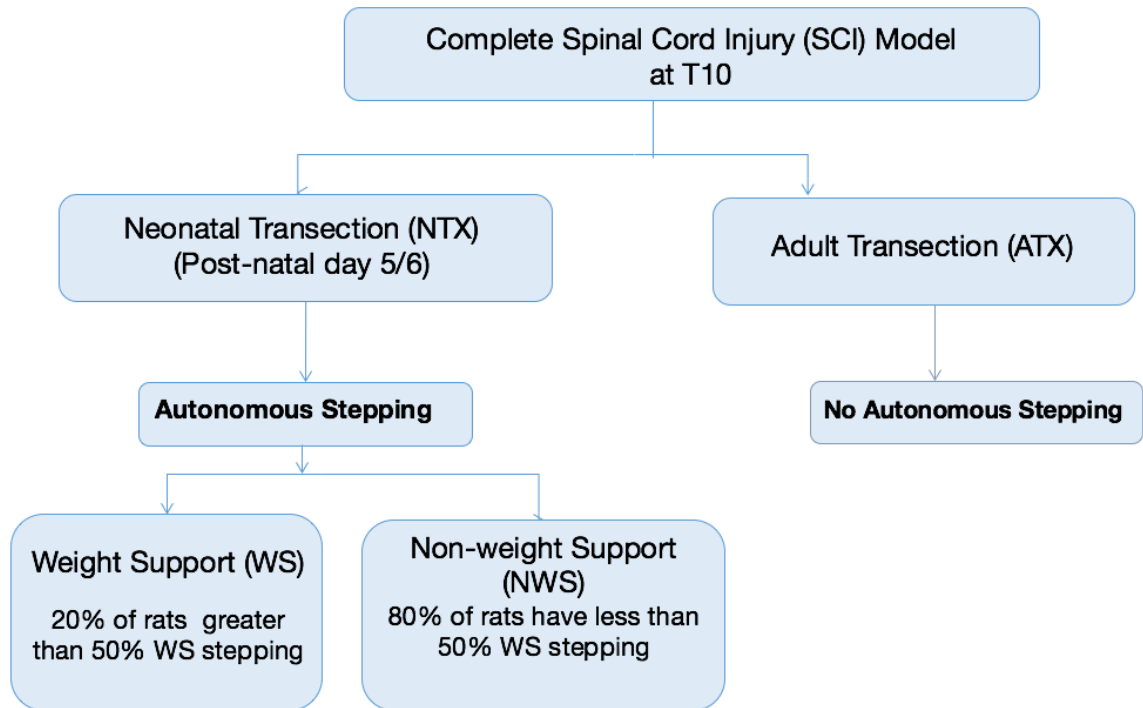 Complete Spinal Cord Injury (SCI) Model
at T10
Neonatal Transection (NTX)
(Post-natal day 5/6)
Adult Transection (ATX)
Autonomous Stepping
No Autonomous Stepping
Weight Support (WS)
20% of rats greater
than 50% WS stepping
Non-weight Support
(NWS)
80% of rats have less than
50% WS stepping